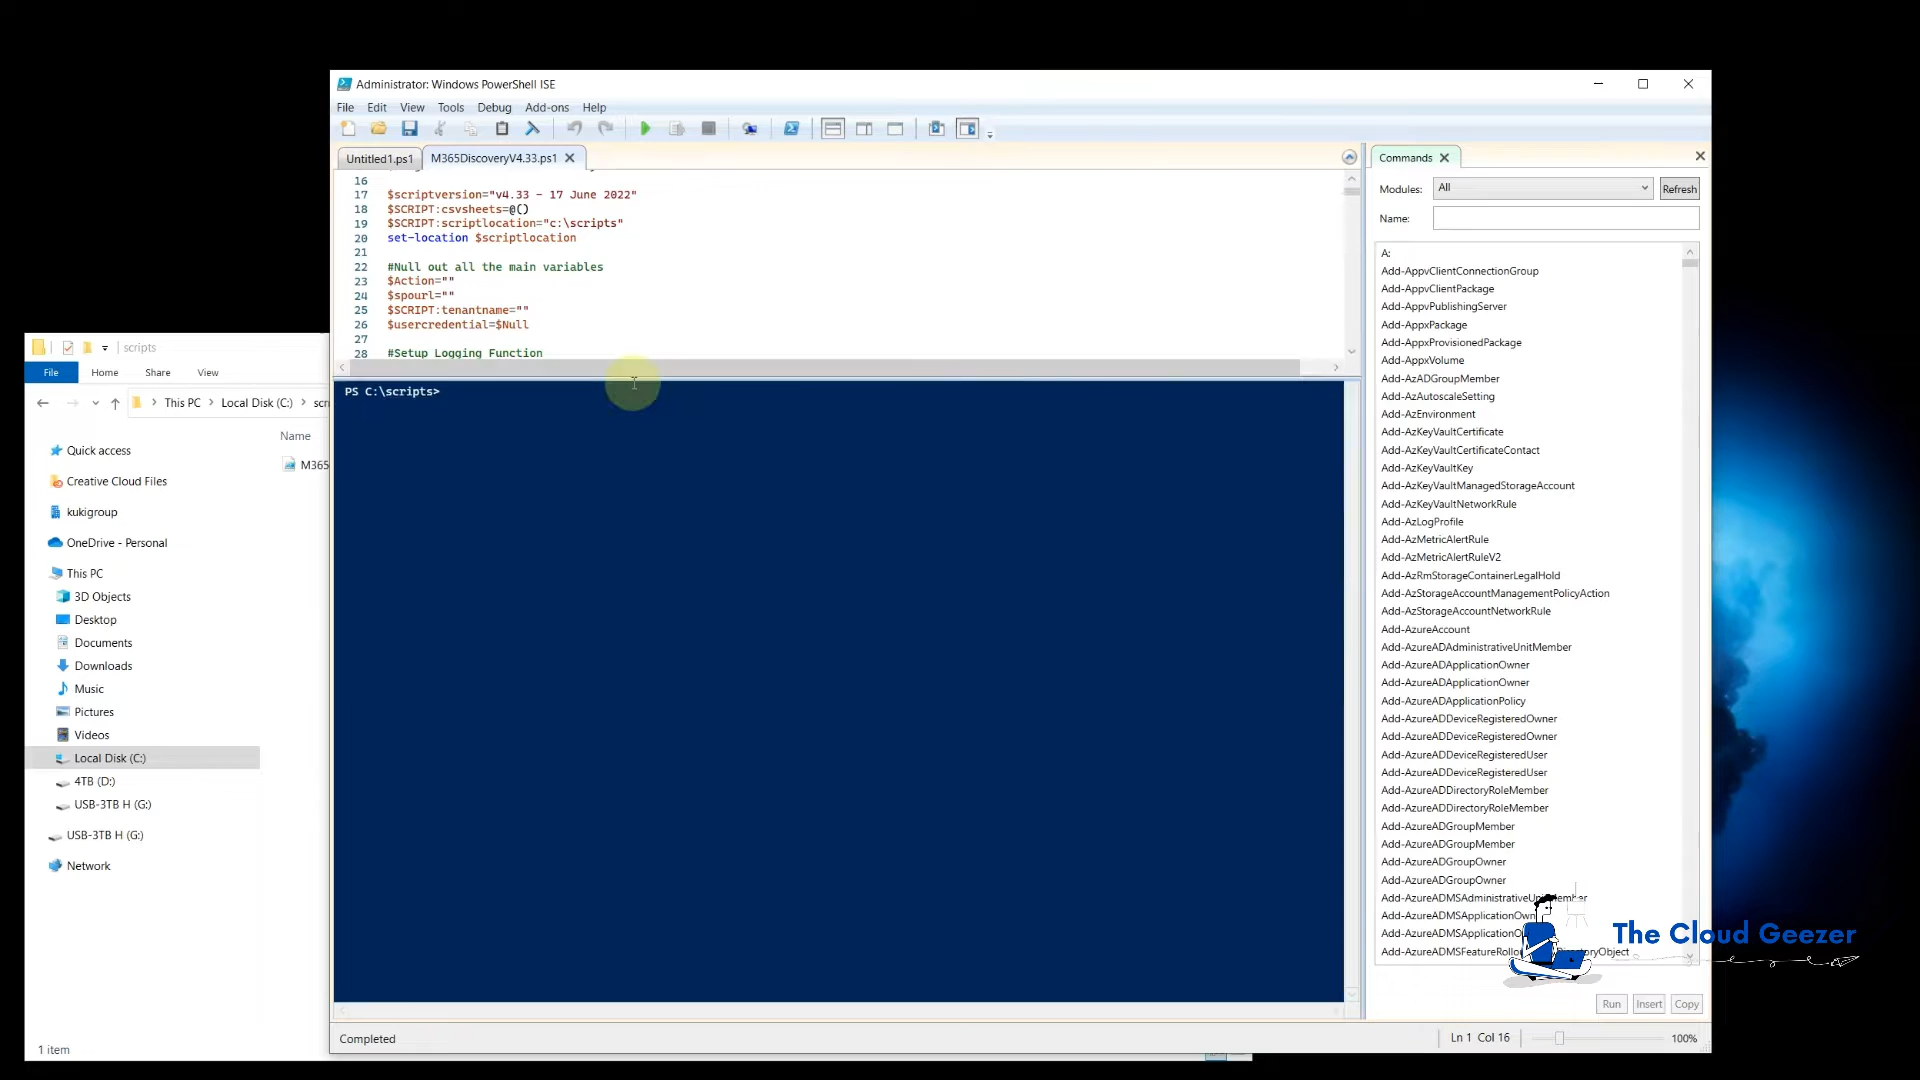 Administrator: Windows PowerShell ISE
File Edit View Tools Debug Add-ons Help
Untitled1.ps1 M365DiscoveryV4.33.ps1
16
17 $scriptversion="v4.33 - 17 June 2022"
18 $SCRIPT:csvsheets=@()
19 $SCRIPT:scriptlocation="c:\scripts"
20 set-location $scriptlocation
21
22 #Null out all the main variables
23 $Action=""
24 $spourl=""
25 $SCRIPT:tenantname=""
26 $usercredential=$Null
27
28 #Setup Logging Function
PS C:\scripts>
Completed
Ln 1 Col 16
100%
Commands
Modules: All Refresh
Name:
A:
Add-AppvClientConnectionGroup
Add-AppvClientPackage
Add-AppvPublishingServer
Add-AppxPackage
Add-AppxProvisionedPackage
Add-AppxVolume
Add-AzADGroupMember
Add-AzAutoscaleSetting
Add-AzEnvironment
Add-AzKeyVaultCertificate
Add-AzKeyVaultCertificateContact
Add-AzKeyVaultKey
Add-AzKeyVaultManagedStorageAccount
Add-AzKeyVaultNetworkRule
Add-AzLogProfile
Add-AzMetricAlertRule
Add-AzMetricAlertRuleV2
Add-AzRmStorageContainerLegalHold
Add-AzStorageAccountManagementPolicyAction
Add-AzStorageAccountNetworkRule
Add-AzureAccount
Add-AzureADAdministrativeUnitMember
Add-AzureADApplicationOwner
Add-AzureADApplicationOwner
Add-AzureADApplicationPolicy
Add-AzureADDeviceRegisteredOwner
Add-AzureADDeviceRegisteredOwner
Add-AzureADDeviceRegisteredUser
Add-AzureADDeviceRegisteredUser
Add-AzureADDirectoryRoleMember
Add-AzureADDirectoryRoleMember
Add-AzureADGroupMember
Add-AzureADGroupMember
Add-AzureADGroupOwner
Add-AzureADGroupOwner
Run Insert Copy
The Cloud Geezer
scripts
File Home Share View
This PC Local Disk (C:) scr
Name
M365
Quick access
Creative Cloud Files
kukigroup
OneDrive - Personal
This PC
3D Objects
Desktop
Documents
Downloads
Music
Pictures
Videos
Local Disk (C:)
4TB (D:)
USB-3TB H (G:)
USB-3TB H (G:)
Network
1 item